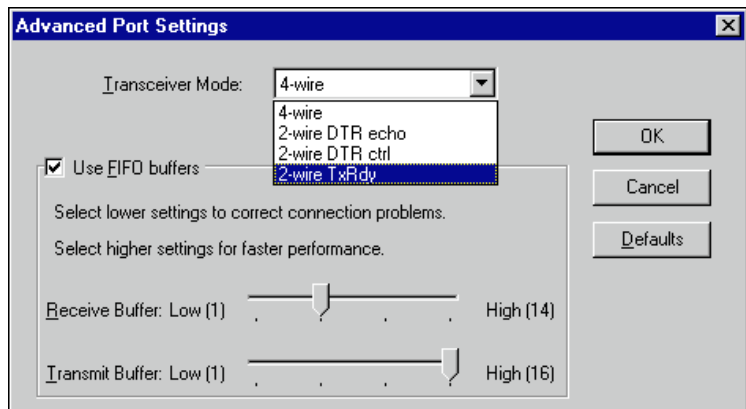 Advanced Port Settings
Transceiver Mode: 4-wire
4-wire
2-wire DTR echo
2-wire DTR ctrl
2-wire TxRdy
OK
Cancel
Defaults
Use FIFO buffers
Select lower settings to correct connection problems.
Select higher settings for faster performance.
Receive Buffer: Low (1) High (14)
Transmit Buffer: Low (1) High (16)